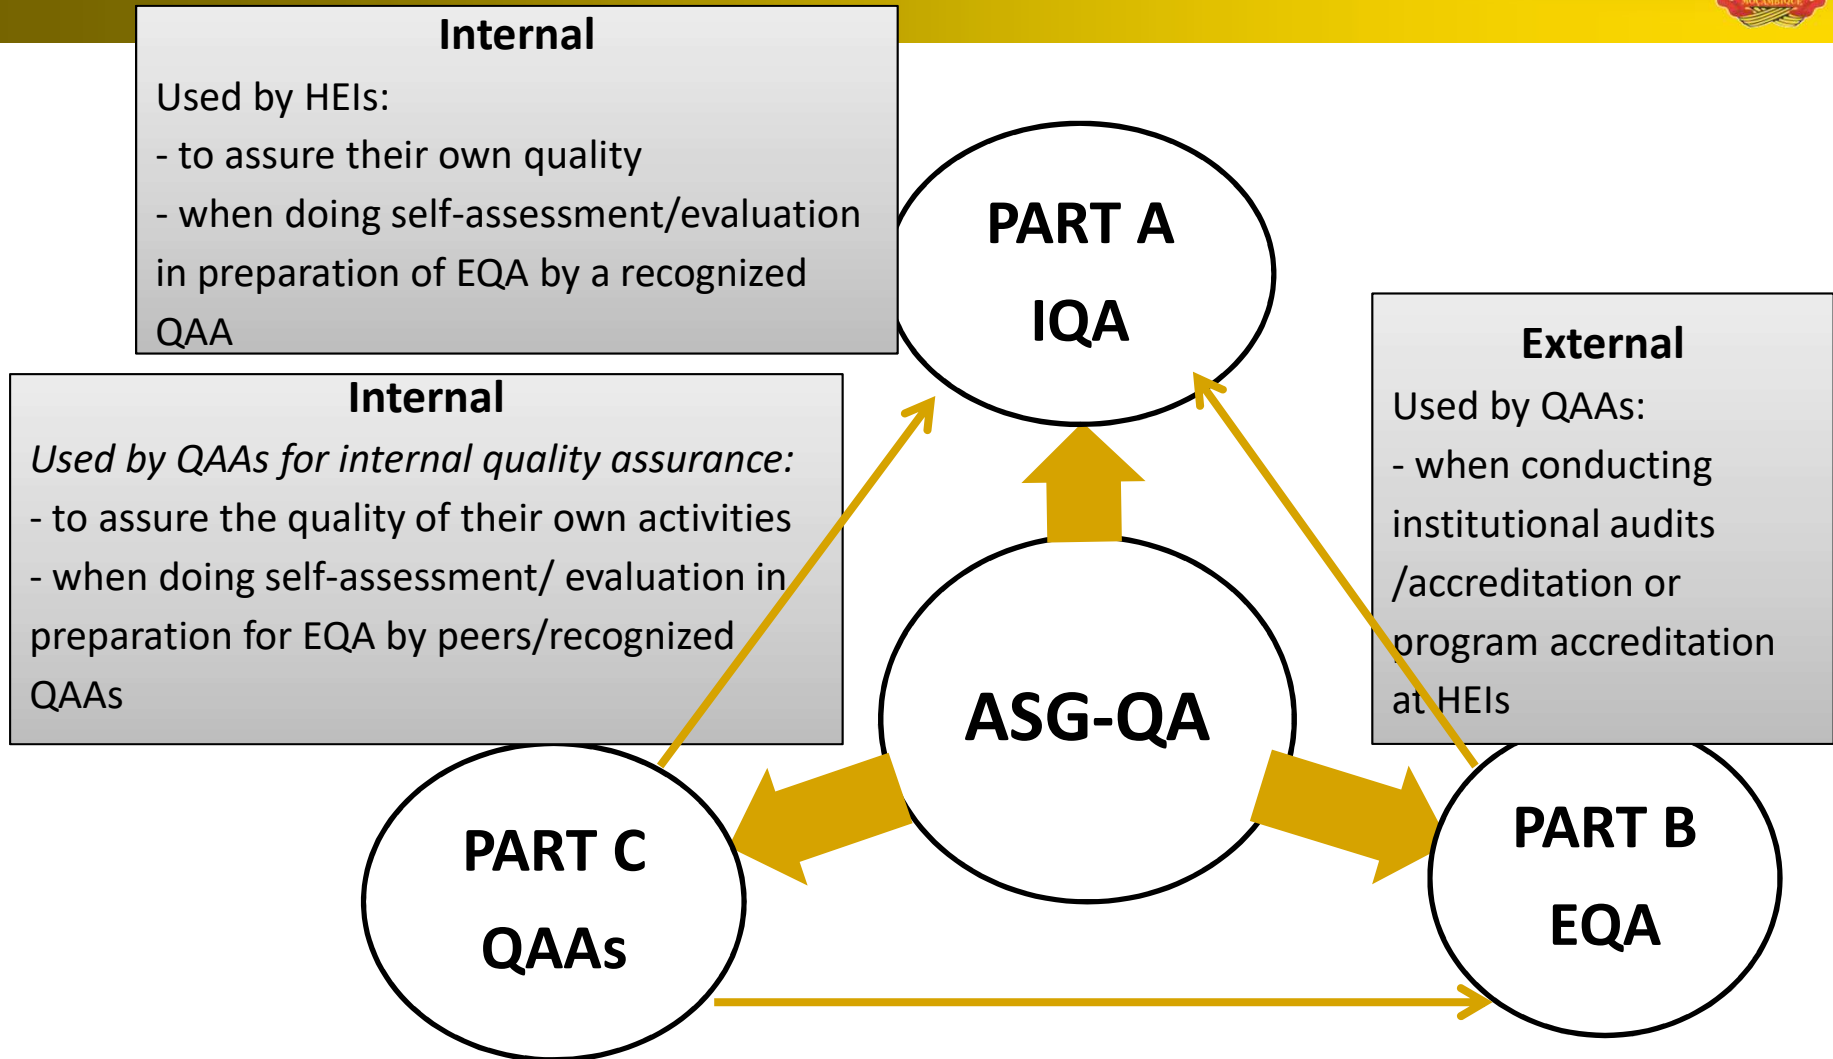 MOÇAMBIQUE
Internal
Used by HEIs:
- to assure their own quality
- when doing self-assessment/evaluation
in preparation of EQA by a recognized
QAA
PART A
IQA
External
Used by QAAs:
- when conducting
institutional audits
/accreditation or
program accreditation
at HEIs
Internal
Used by QAAs for internal quality assurance:
- to assure the quality of their own activities
- when doing self-assessment/ evaluation in
preparation for EQA by peers/recognized
QAAs
ASG-QA
PART C
QAAs
PART B
EQA